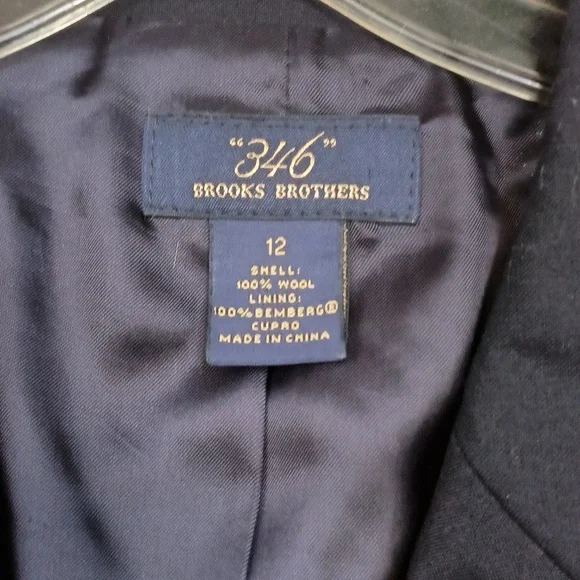 "346"
BROOKS BROTHERS
12
SHELL:
100% WOOL
LINING:
100% BEMBERG®
CUPRO
MADE IN CHINA